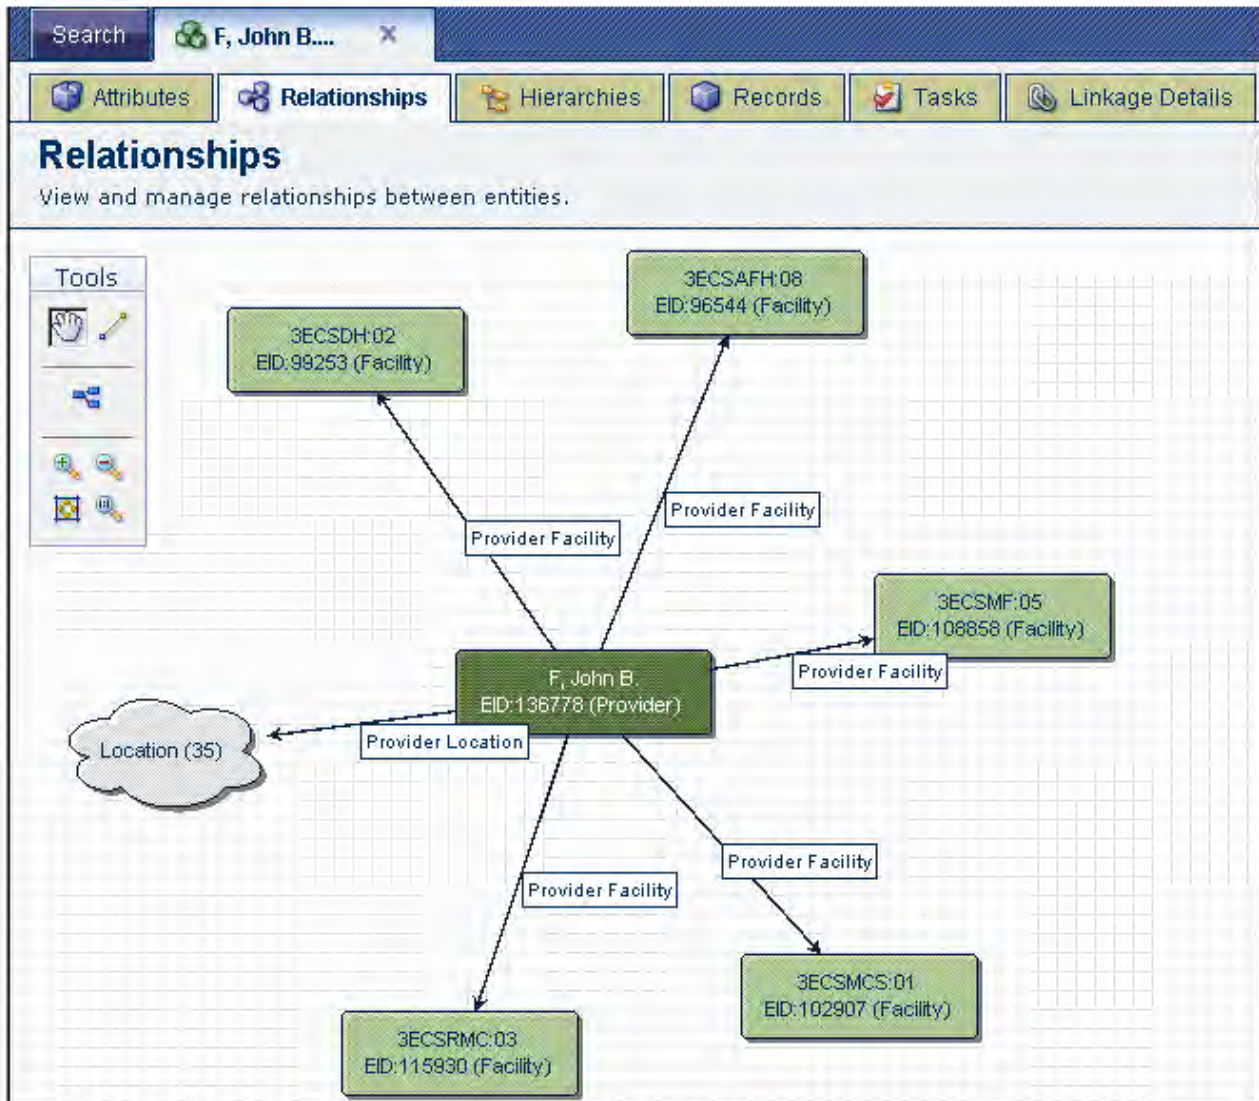 Search
F, John B....
Attributes
Relationships
Hierarchies
Records
Tasks
Linkage Details
Relationships
View and manage relationships between entities.
Tools
3ECSAFH:08
EID:96544 (Facility)
3ECSDH:02
EID:99253 (Facility)
Provider Facility
Provider Facility
3ECSMF:05
EID:108858 (Facility)
Provider Facility
F, John B.
EID:136778 (Provider)
Location (35)
Provider Location
Provider Facility
Provider Facility
3ECSMCS:01
EID:102907 (Facility)
3ECSRMC:03
EID:115930 (Facility)